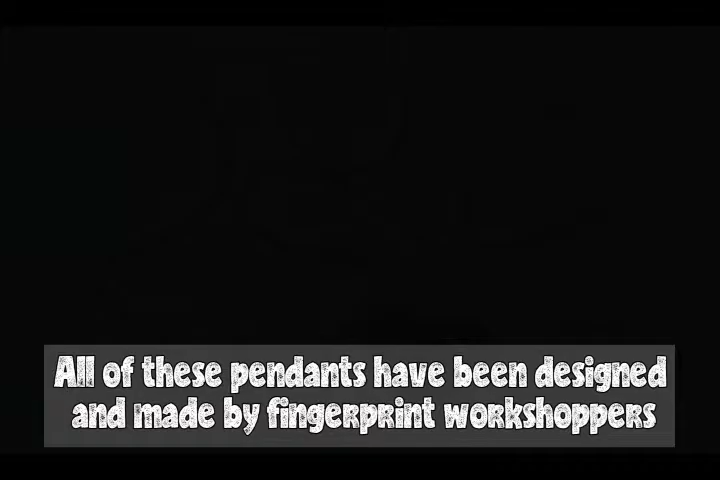 All of these pendants have been designed
and made by fingerprint workshoppers